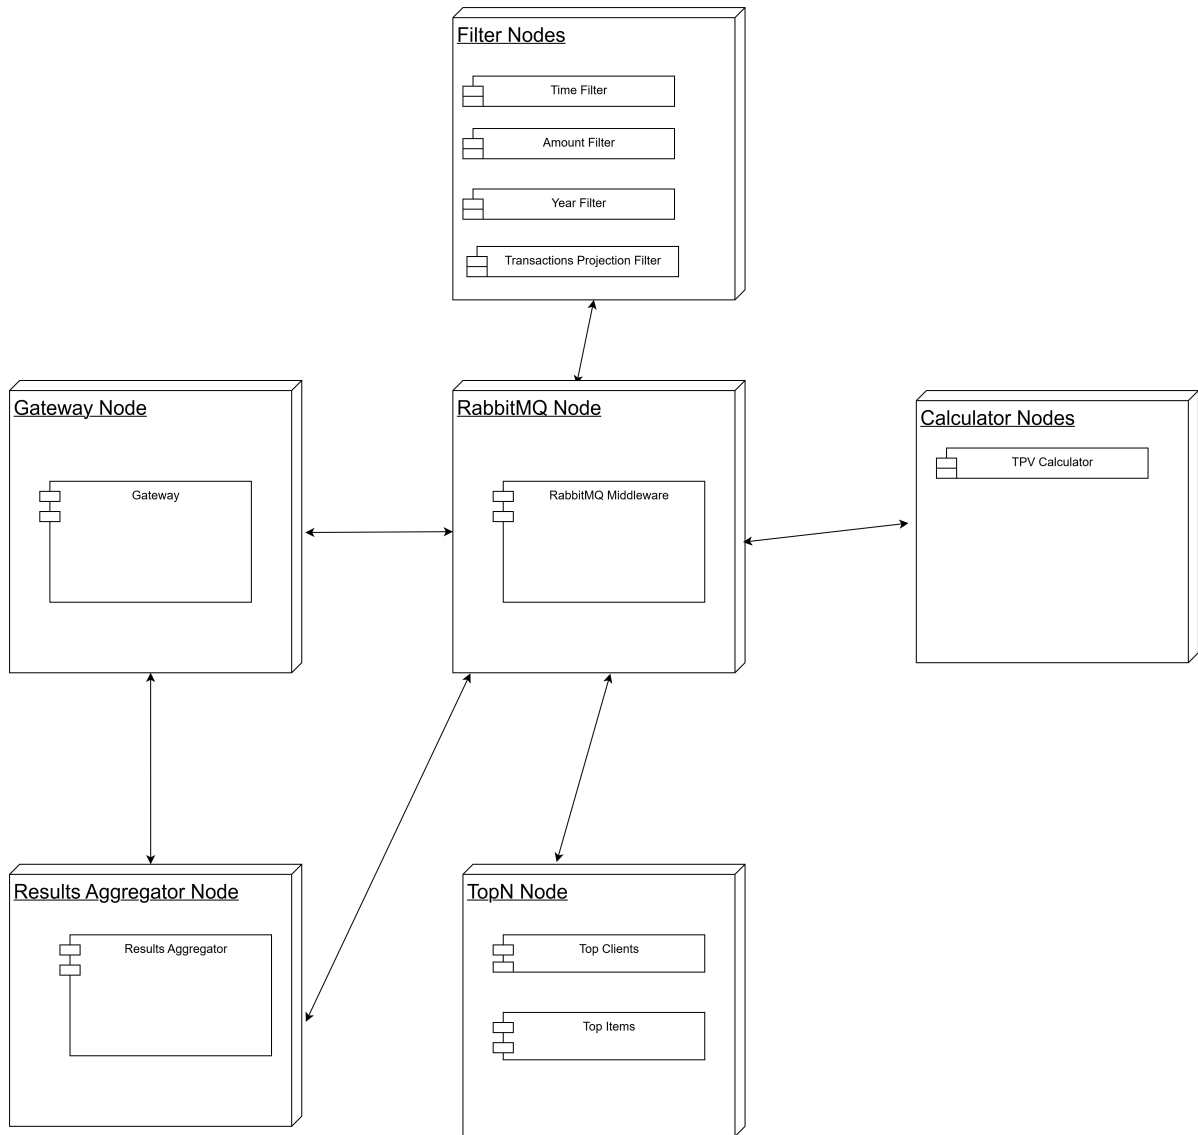 Filter Nodes
Time Filter
Amount Filter
Year Filter
Transactions Projection Filter
Gateway Node
Gateway
RabbitMQ Node
RabbitMQ Middleware
Calculator Nodes
TPV Calculator
Results Aggregator Node
Results Aggregator
TopN Node
Top Clients
Top Items